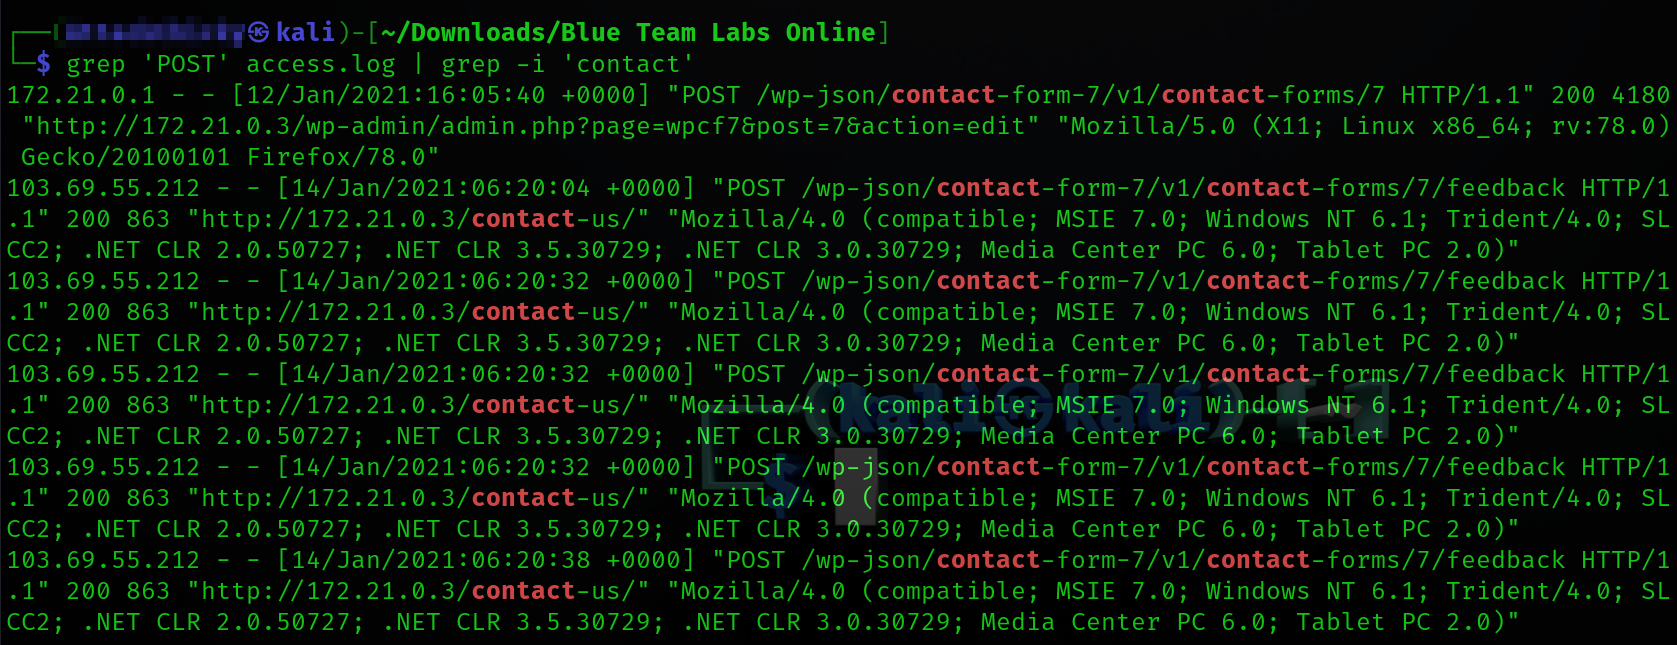 ㉿kali)-[~/Downloads/Blue Team Labs Online]
$ grep 'POST' access.log | grep -i 'contact'
172.21.0.1 - - [12/Jan/2021:16:05:40 +0000] "POST /wp-json/contact-form-7/v1/contact-forms/7 HTTP/1.1" 200 4180
"http://172.21.0.3/wp-admin/admin.php?page=wpcf7&post=7&action=edit" "Mozilla/5.0 (X11; Linux x86_64; rv:78.0)
Gecko/20100101 Firefox/78.0"
103.69.55.212 - - [14/Jan/2021:06:20:04 +0000] "POST /wp-json/contact-form-7/v1/contact-forms/7/feedback HTTP/1
.1" 200 863 "http://172.21.0.3/contact-us/" "Mozilla/4.0 (compatible; MSIE 7.0; Windows NT 6.1; Trident/4.0; SL
CC2; .NET CLR 2.0.50727; .NET CLR 3.5.30729; .NET CLR 3.0.30729; Media Center PC 6.0; Tablet PC 2.0)"
103.69.55.212 - - [14/Jan/2021:06:20:32 +0000] "POST /wp-json/contact-form-7/v1/contact-forms/7/feedback HTTP/1
.1" 200 863 "http://172.21.0.3/contact-us/" "Mozilla/4.0 (compatible; MSIE 7.0; Windows NT 6.1; Trident/4.0; SL
CC2; .NET CLR 2.0.50727; .NET CLR 3.5.30729; .NET CLR 3.0.30729; Media Center PC 6.0; Tablet PC 2.0)"
103.69.55.212 - - [14/Jan/2021:06:20:32 +0000] "POST /wp-json/contact-form-7/v1/contact-forms/7/feedback HTTP/1
.1" 200 863 "http://172.21.0.3/contact-us/" "Mozilla/4.0 (compatible; MSIE 7.0; Windows NT 6.1; Trident/4.0; SL
CC2; .NET CLR 2.0.50727; .NET CLR 3.5.30729; .NET CLR 3.0.30729; Media Center PC 6.0; Tablet PC 2.0)"
103.69.55.212 - - [14/Jan/2021:06:20:32 +0000] "POST /wp-json/contact-form-7/v1/contact-forms/7/feedback HTTP/1
.1" 200 863 "http://172.21.0.3/contact-us/" "Mozilla/4.0 (compatible; MSIE 7.0; Windows NT 6.1; Trident/4.0; SL
CC2; .NET CLR 2.0.50727; .NET CLR 3.5.30729; .NET CLR 3.0.30729; Media Center PC 6.0; Tablet PC 2.0)"
103.69.55.212 - - [14/Jan/2021:06:20:38 +0000] "POST /wp-json/contact-form-7/v1/contact-forms/7/feedback HTTP/1
.1" 200 863 "http://172.21.0.3/contact-us/" "Mozilla/4.0 (compatible; MSIE 7.0; Windows NT 6.1; Trident/4.0; SL
CC2; .NET CLR 2.0.50727; .NET CLR 3.5.30729; .NET CLR 3.0.30729; Media Center PC 6.0; Tablet PC 2.0)"
(kali㉿kali)-[~]
$